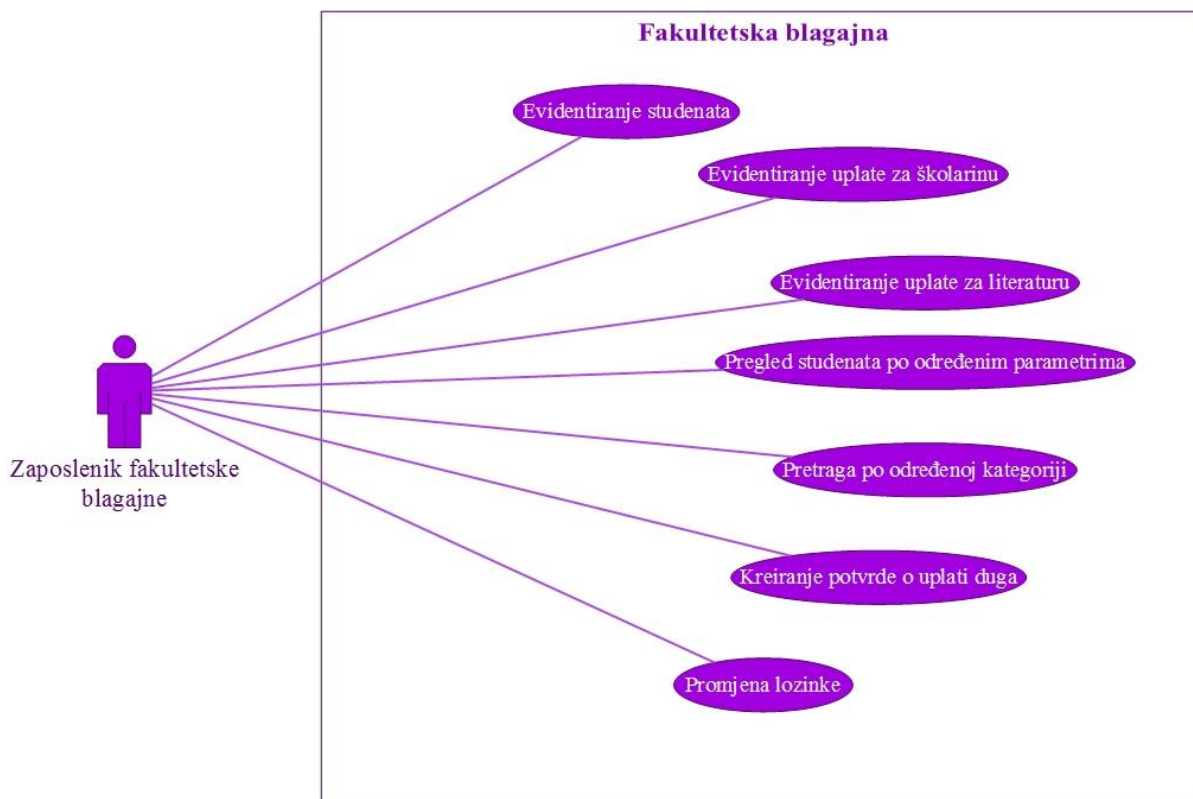 Fakultetska blagajna
Evidentiranje studenata
Evidentiranje uplate za školarinu
Evidentiranje uplate za literaturu
Pregled studenata po određenim parametrima
Zaposlenik fakultetske
blagajne
Pretraga po određenoj kategoriji
Kreiranje potvrde o uplati duga
Promjena lozinke